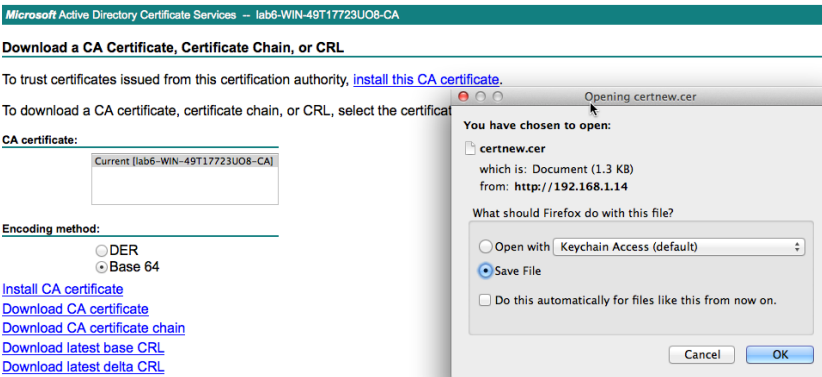 Microsoft Active Directory Certificate Services -- lab6-WIN-49T17723UO8-CA
Download a CA Certificate, Certificate Chain, or CRL
To trust certificates issued from this certification authority, install this CA certificate.
To download a CA certificate, certificate chain, or CRL, select the certificat
CA certificate:
Current [lab6-WIN-49T17723UO8-CA]
Encoding method:
DER
Base 64
Install CA certificate
Download CA certificate
Download CA certificate chain
Download latest base CRL
Download latest delta CRL
Opening certnew.cer
You have chosen to open:
certnew.cer
which is: Document (1.3 KB)
from: http://192.168.1.14
What should Firefox do with this file?
Open with Keychain Access (default)
Save File
Do this automatically for files like this from now on.
Cancel OK